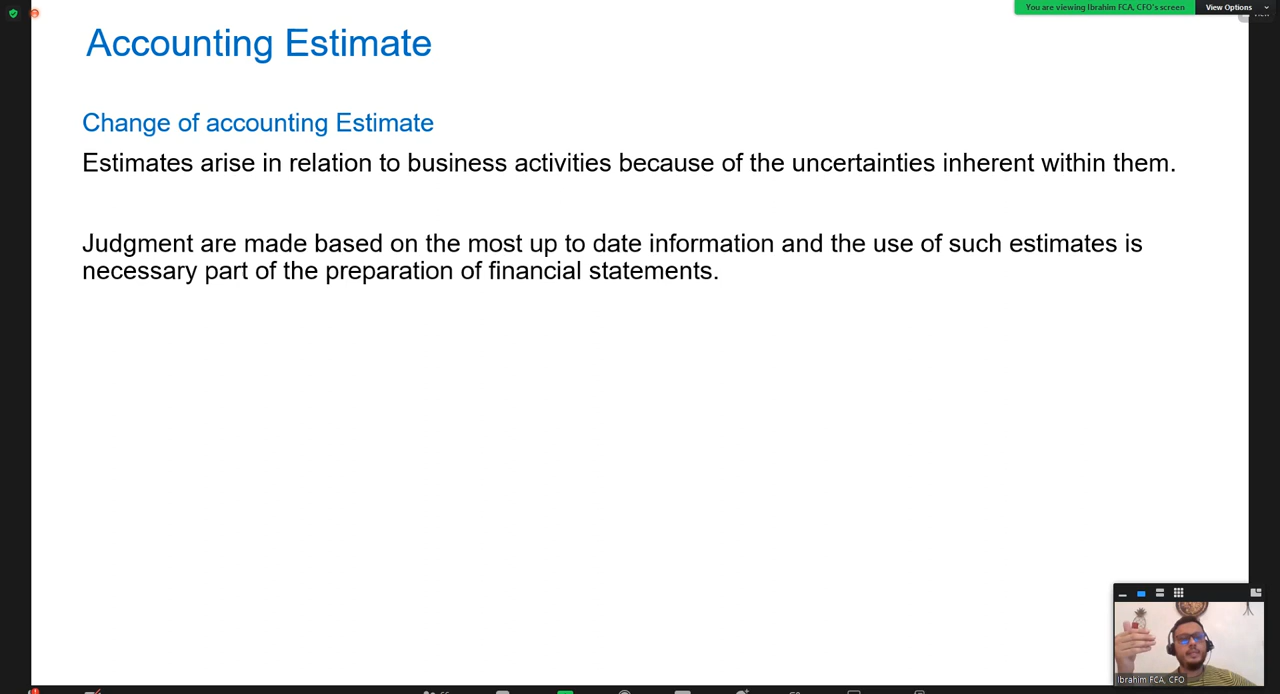 You are viewing Ibrahim FCA, CFO's screen
View Options
Accounting Estimate
Change of accounting Estimate
Estimates arise in relation to business activities because of the uncertainties inherent within them.
Judgment are made based on the most up to date information and the use of such estimates is
necessary part of the preparation of financial statements.
Ibrahim FCA, CFO